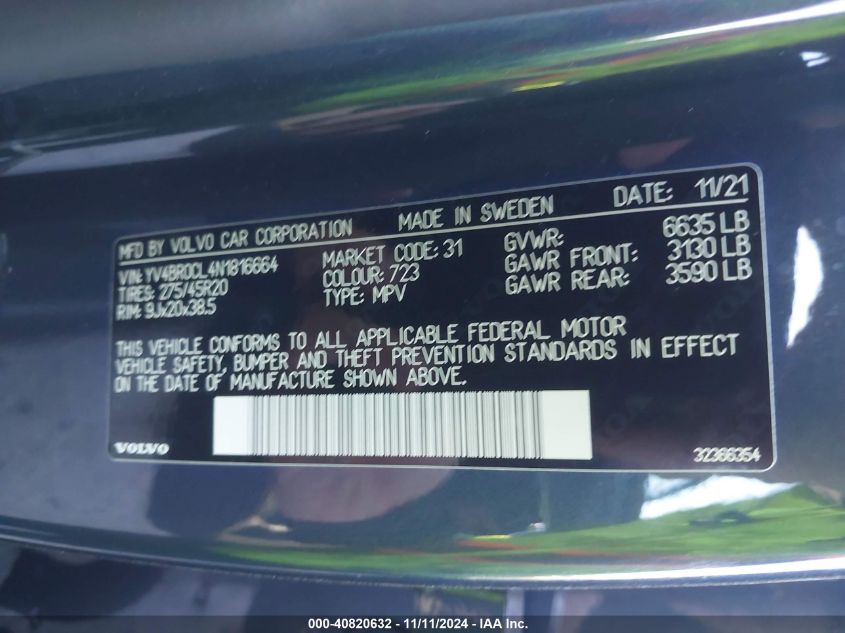 MFD BY VOLVO CAR CORPORATION MADE IN SWEDEN DATE: 11/21
VIN: YV4BR0CL4N1816664 MARKET CODE: 31 GVWR: 6635 LB
TIRES: 275/45R20 COLOUR: 723 GAWR FRONT: 3130 LB
RIM: 9Jx20x38.5 TYPE: MPV GAWR REAR: 3590 LB
THIS VEHICLE CONFORMS TO ALL APPLICABLE FEDERAL MOTOR
VEHICLE SAFETY, BUMPER AND THEFT PREVENTION STANDARDS IN EFFECT
ON THE DATE OF MANUFACTURE SHOWN ABOVE.
VOLVO 32366354
000-40820632 - 11/11/2024 - IAA Inc.